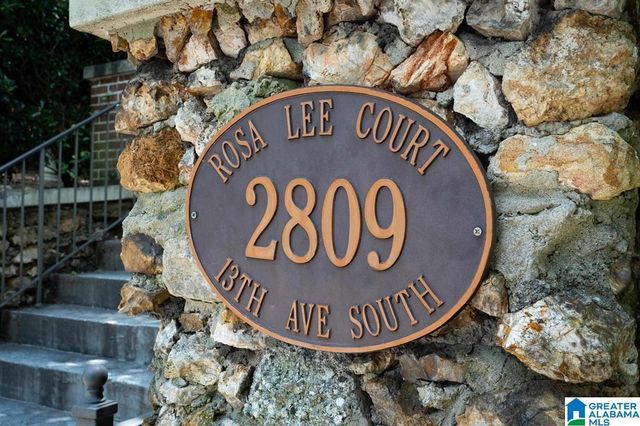 ROSA LEE COURT
2809
13TH AVE SOUTH
GREATER
ALABAMA
MLS